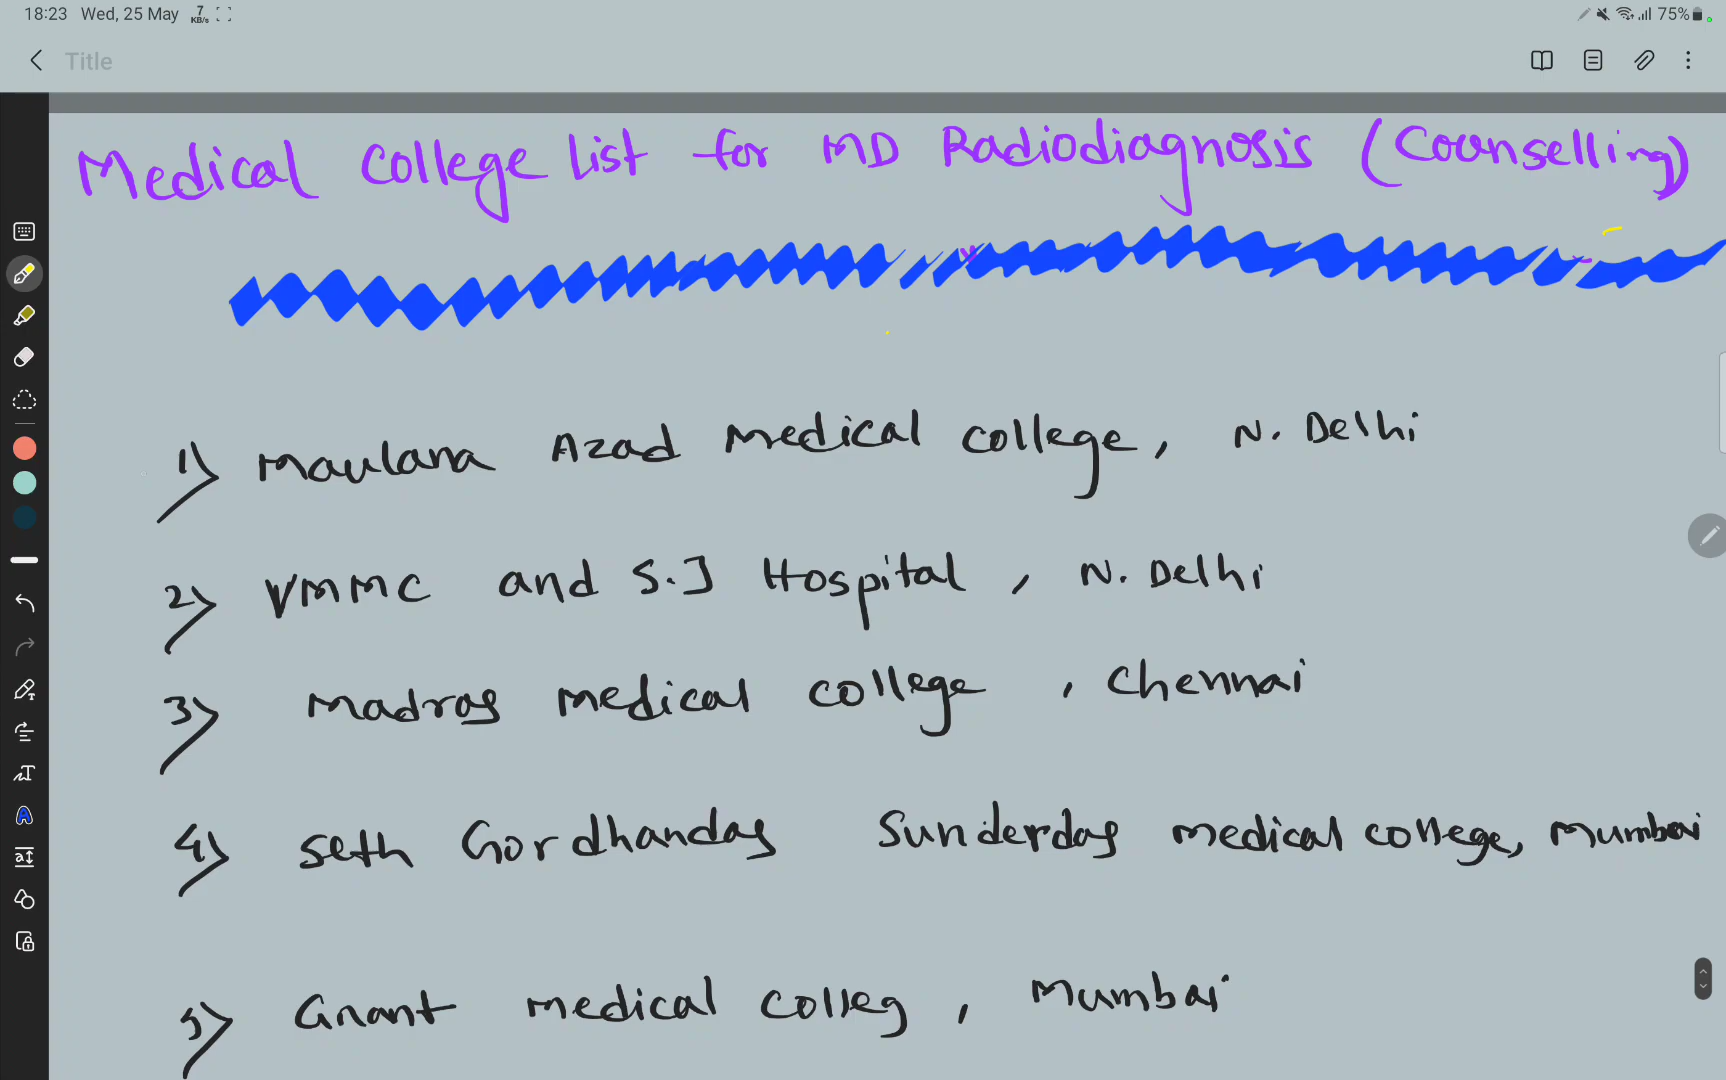 18:23 Wed, 25 May 7 KB/s 75%
Title
Medical College List for MD Radiodiagnosis (Counselling)
1) Maulana Azad Medical college, N. Delhi
2) VMMC and S.J Hospital, N. Delhi
3) Madras Medical college, Chennai
4) Seth Gordhandas Sunderdas Medical college, Mumbai
5) Grant Medical Colleg, Mumbai